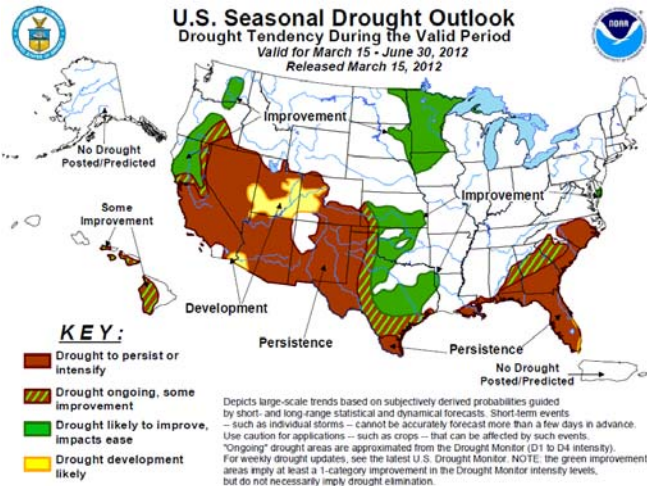 U.S. Seasonal Drought Outlook
Drought Tendency During the Valid Period
Valid for March 15 - June 30, 2012
Released March 15, 2012
NOAA
Improvement
No Drought
Posted/Predicted
Improvement
Some
Improvement
Development
Persistence
Persistence
No Drought
Posted/Predicted
KEY:
Drought to persist or
intensify
Drought ongoing, some
improvement
Drought likely to improve,
impacts ease
Drought development
likely
Depicts large-scale trends based on subjectively derived probabilities guided
by short- and long-range statistical and dynamical forecasts. Short-term events
-- such as individual storms -- cannot be accurately forecast more than a few days in advance.
Use caution for applications -- such as crops -- that can be affected by such events.
"Ongoing" drought areas are approximated from the Drought Monitor (D1 to D4 intensity).
For weekly drought updates, see the latest U.S. Drought Monitor. NOTE: the green improvement
areas imply at least a 1-category improvement in the Drought Monitor intensity levels,
but do not necessarily imply drought elimination.